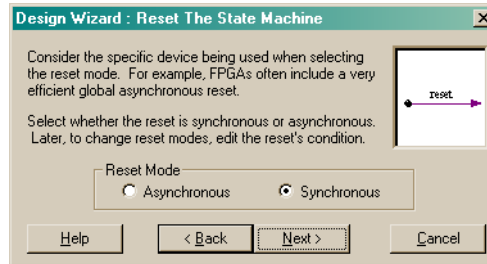 Design Wizard : Reset The State Machine
Consider the specific device being used when selecting
the reset mode. For example, FPGAs often include a very
efficient global asynchronous reset.
reset
Select whether the reset is synchronous or asynchronous.
Later, to change reset modes, edit the reset's condition.
Reset Mode
Asynchronous Synchronous
Help < Back Next > Cancel